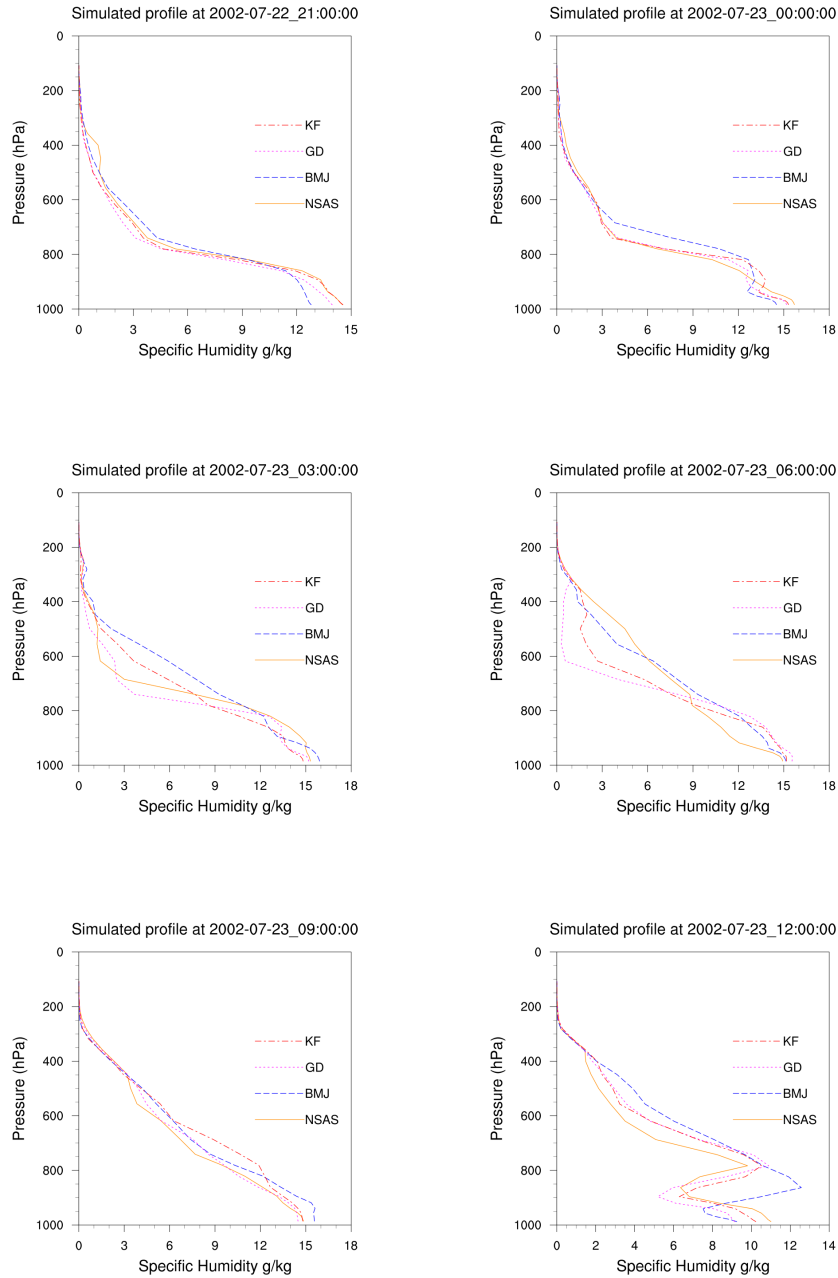 Simulated profile at 2002-07-22_21:00:00
0
200
400
600
800
1000
Pressure (hPa)
KF
GD
BMJ
NSAS
0 3 6 9 12 15
Specific Humidity g/kg
Simulated profile at 2002-07-23_00:00:00
0
200
400
600
800
1000
Pressure (hPa)
KF
GD
BMJ
NSAS
0 3 6 9 12 15 18
Specific Humidity g/kg
Simulated profile at 2002-07-23_03:00:00
0
200
400
600
800
1000
Pressure (hPa)
KF
GD
BMJ
NSAS
0 3 6 9 12 15 18
Specific Humidity g/kg
Simulated profile at 2002-07-23_06:00:00
0
200
400
600
800
1000
Pressure (hPa)
KF
GD
BMJ
NSAS
0 3 6 9 12 15 18
Specific Humidity g/kg
Simulated profile at 2002-07-23_09:00:00
0
200
400
600
800
1000
Pressure (hPa)
KF
GD
BMJ
NSAS
0 3 6 9 12 15 18
Specific Humidity g/kg
Simulated profile at 2002-07-23_12:00:00
0
200
400
600
800
1000
Pressure (hPa)
KF
GD
BMJ
NSAS
0 2 4 6 8 10 12 14
Specific Humidity g/kg